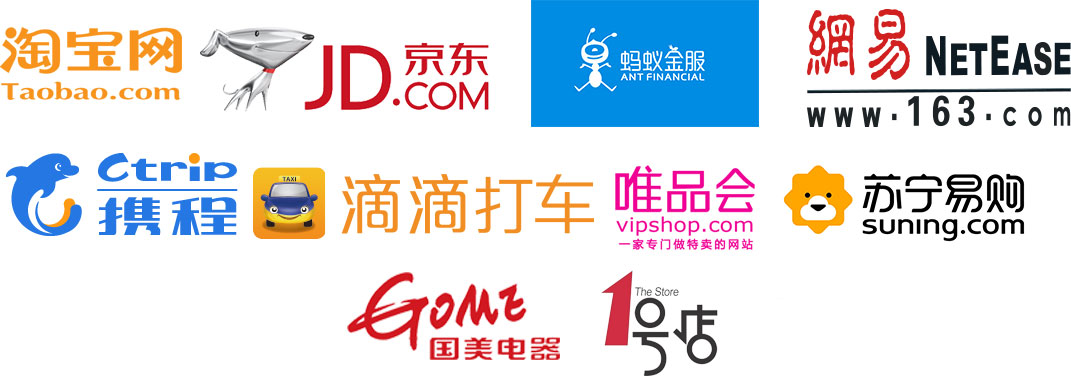 淘宝网
Taobao.com
JD.COM
京东
蚂蚁金服
ANT FINANCIAL
網易 NETEASE
www.163.com
Ctrip
携程
TAXI
滴滴打车
唯品会
vipshop.com
一家专门做特卖的网站
苏宁易购
suning.com
GOME
国美电器
The Store
1号店